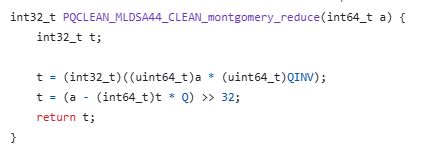 int32_t PQCLEAN_MLDSA44_CLEAN_montgomery_reduce(int64_t a) {
    int32_t t;

    t = (int32_t)((uint64_t)a * (uint64_t)QINV);
    t = (a - (int64_t)t * Q) >> 32;
    return t;
}